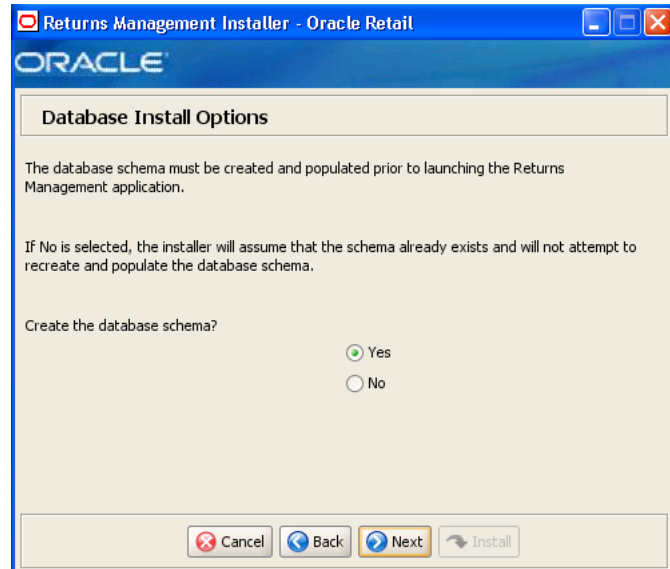 Returns Management Installer - Oracle Retail
ORACLE
Database Install Options
The database schema must be created and populated prior to launching the Returns
Management application.
If No is selected, the installer will assume that the schema already exists and will not attempt to
recreate and populate the database schema.
Create the database schema?
Yes
No
Cancel Back Next Install